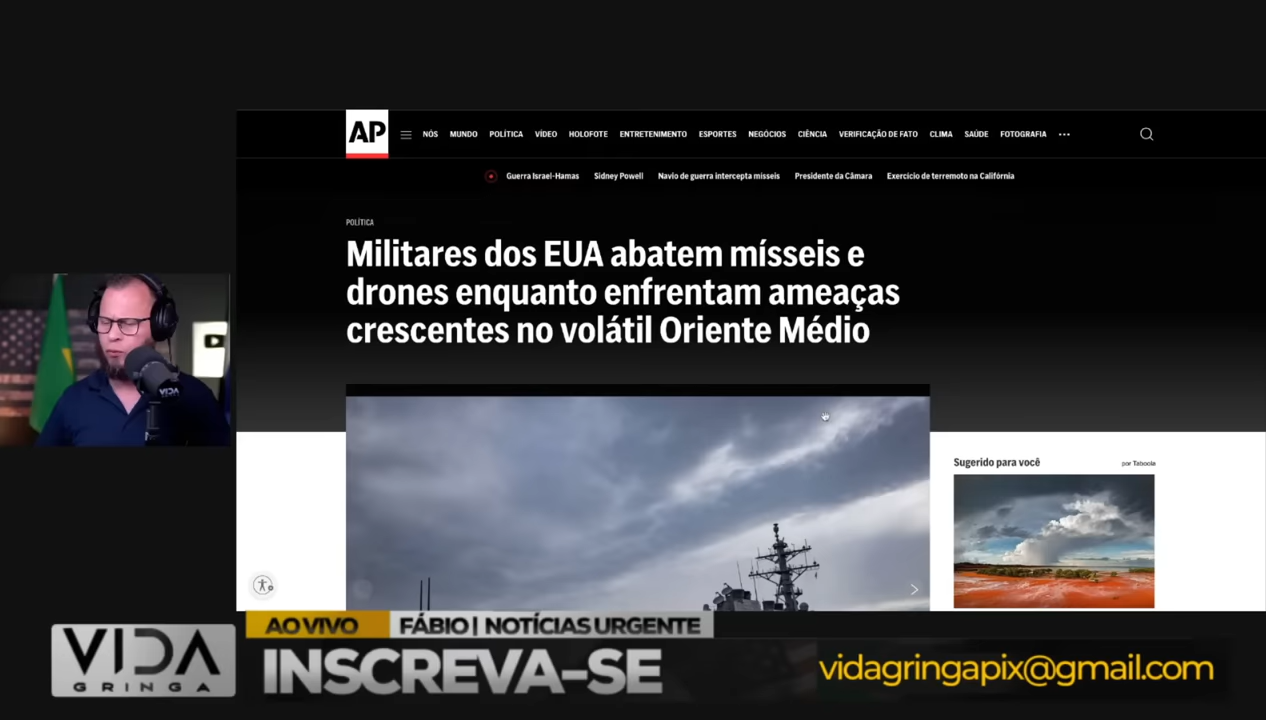 AP
NÓS MUNDO POLÍTICA VÍDEO HOLOFOTE ENTRETENIMENTO ESPORTES NEGÓCIOS CIÊNCIA VERIFICAÇÃO DE FATO CLIMA SAÚDE FOTOGRAFIA
Guerra Israel-Hamas Sidney Powell Navio de guerra intercepta misseis Presidente da Câmara Exercício de terremoto na Califórnia
POLÍTICA
Militares dos EUA abatem mísseis e
drones enquanto enfrentam ameaças
crescentes no volátil Oriente Médio
VIDA
Sugerido para você
por Taboola
AO VIVO FÁBIO | NOTÍCIAS URGENTE
VIDA
GRINGA
INSCREVA-SE
vidagringapix@gmail.com